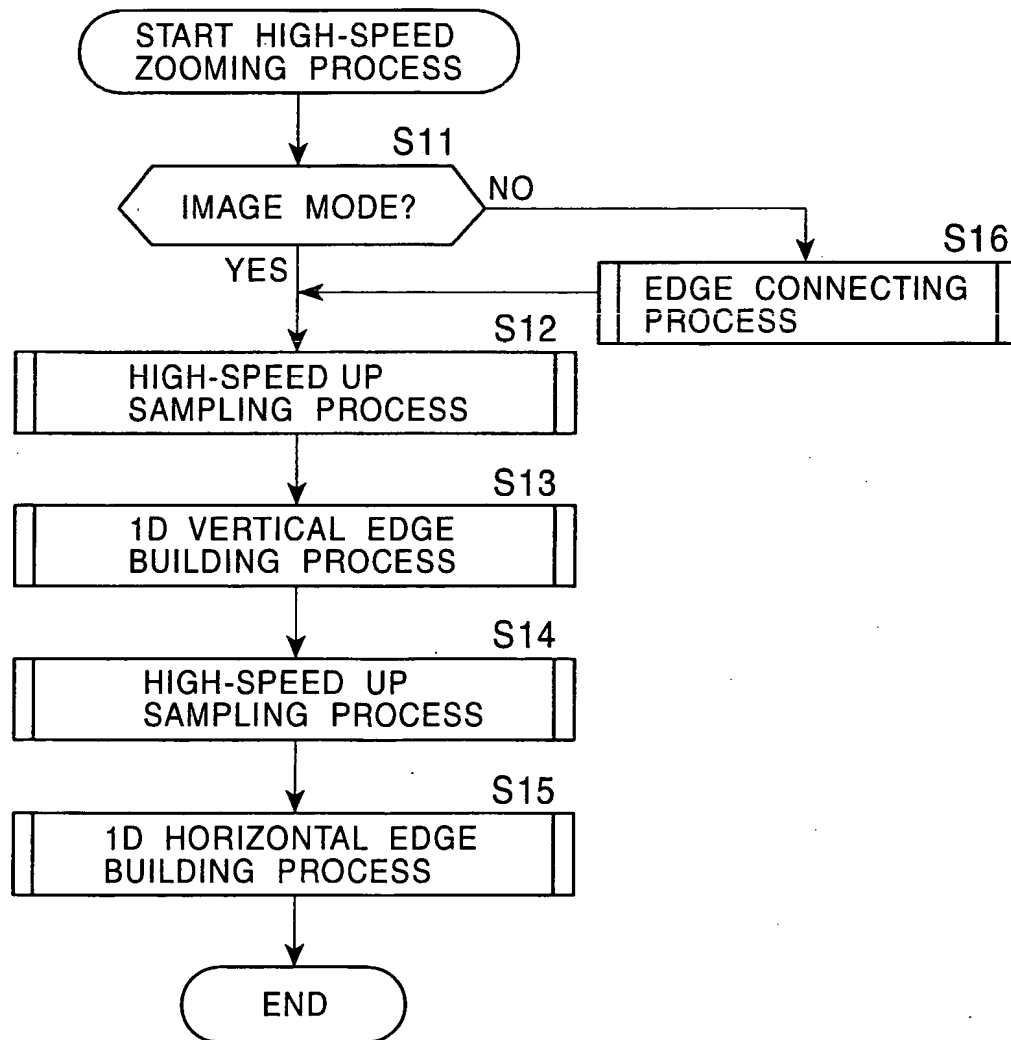 START HIGH-SPEED
ZOOMING PROCESS
S11
IMAGE MODE?
NO
YES
S16
EDGE CONNECTING
PROCESS
S12
HIGH-SPEED UP
SAMPLING PROCESS
S13
1D VERTICAL EDGE
BUILDING PROCESS
S14
HIGH-SPEED UP
SAMPLING PROCESS
S15
1D HORIZONTAL EDGE
BUILDING PROCESS
END